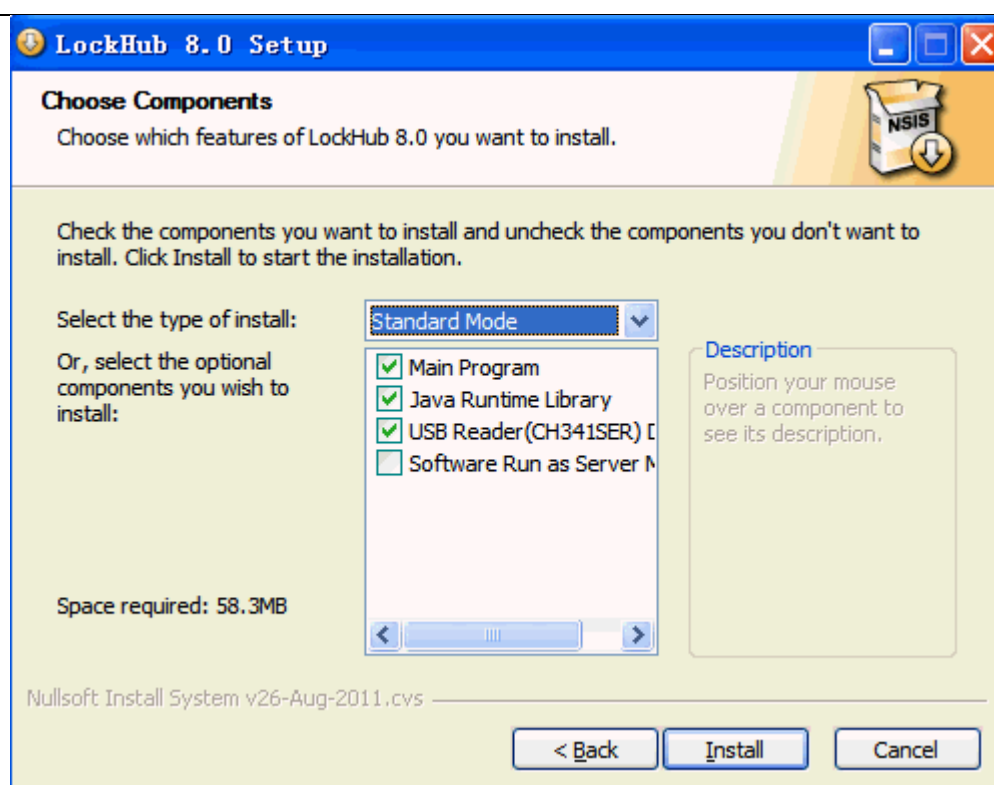 LockHub 8.0 Setup
Choose Components
Choose which features of LockHub 8.0 you want to install.
NSIS
Check the components you want to install and uncheck the components you don't want to
install. Click Install to start the installation.
Select the type of install:
Standard Mode
Or, select the optional
components you wish to
install:
Main Program
Java Runtime Library
USB Reader(CH341SER)
Software Run as Server
Description
Position your mouse
over a component to
see its description.
Space required: 58.3MB
Nullsoft Install System v26-Aug-2011.cvs
< Back
Install
Cancel